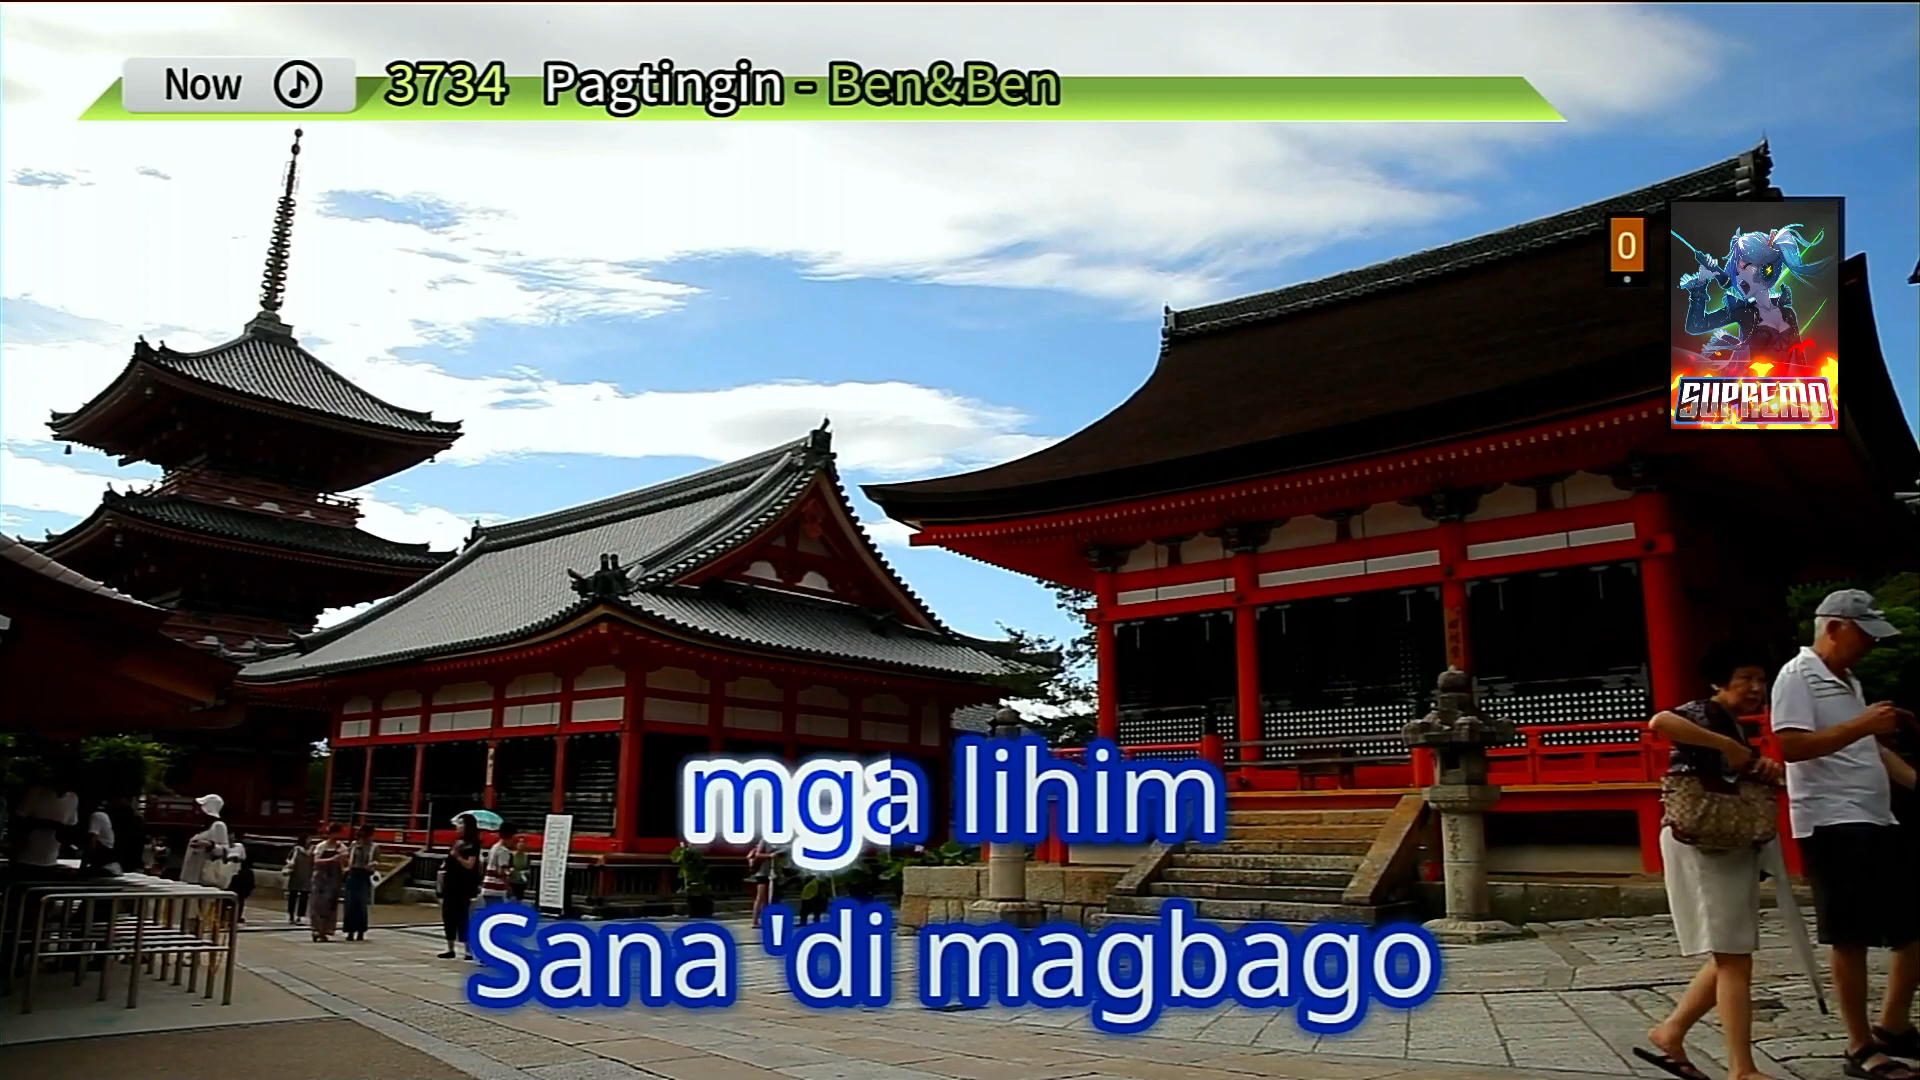 Now 3734 Pagtingin - Ben&Ben
0
SUPREMO
mga lihim
Sana 'di magbago